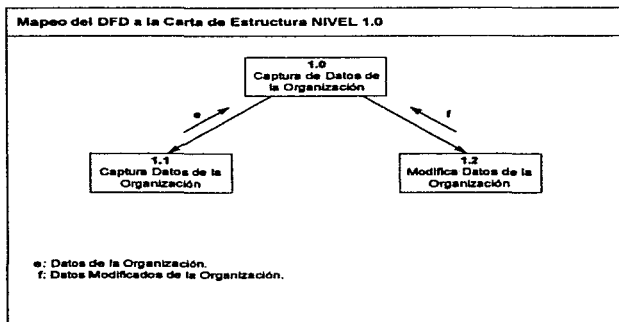 Mapeo del DFD a la Carta de Estructura NIVEL 1.0
1.0
Captura de Datos de
la Organización
e
f
1.1
Captura Datos de la
Organización
1.2
Modifica Datos de la
Organización
e: Datos de la Organización.
f: Datos Modificados de la Organización.